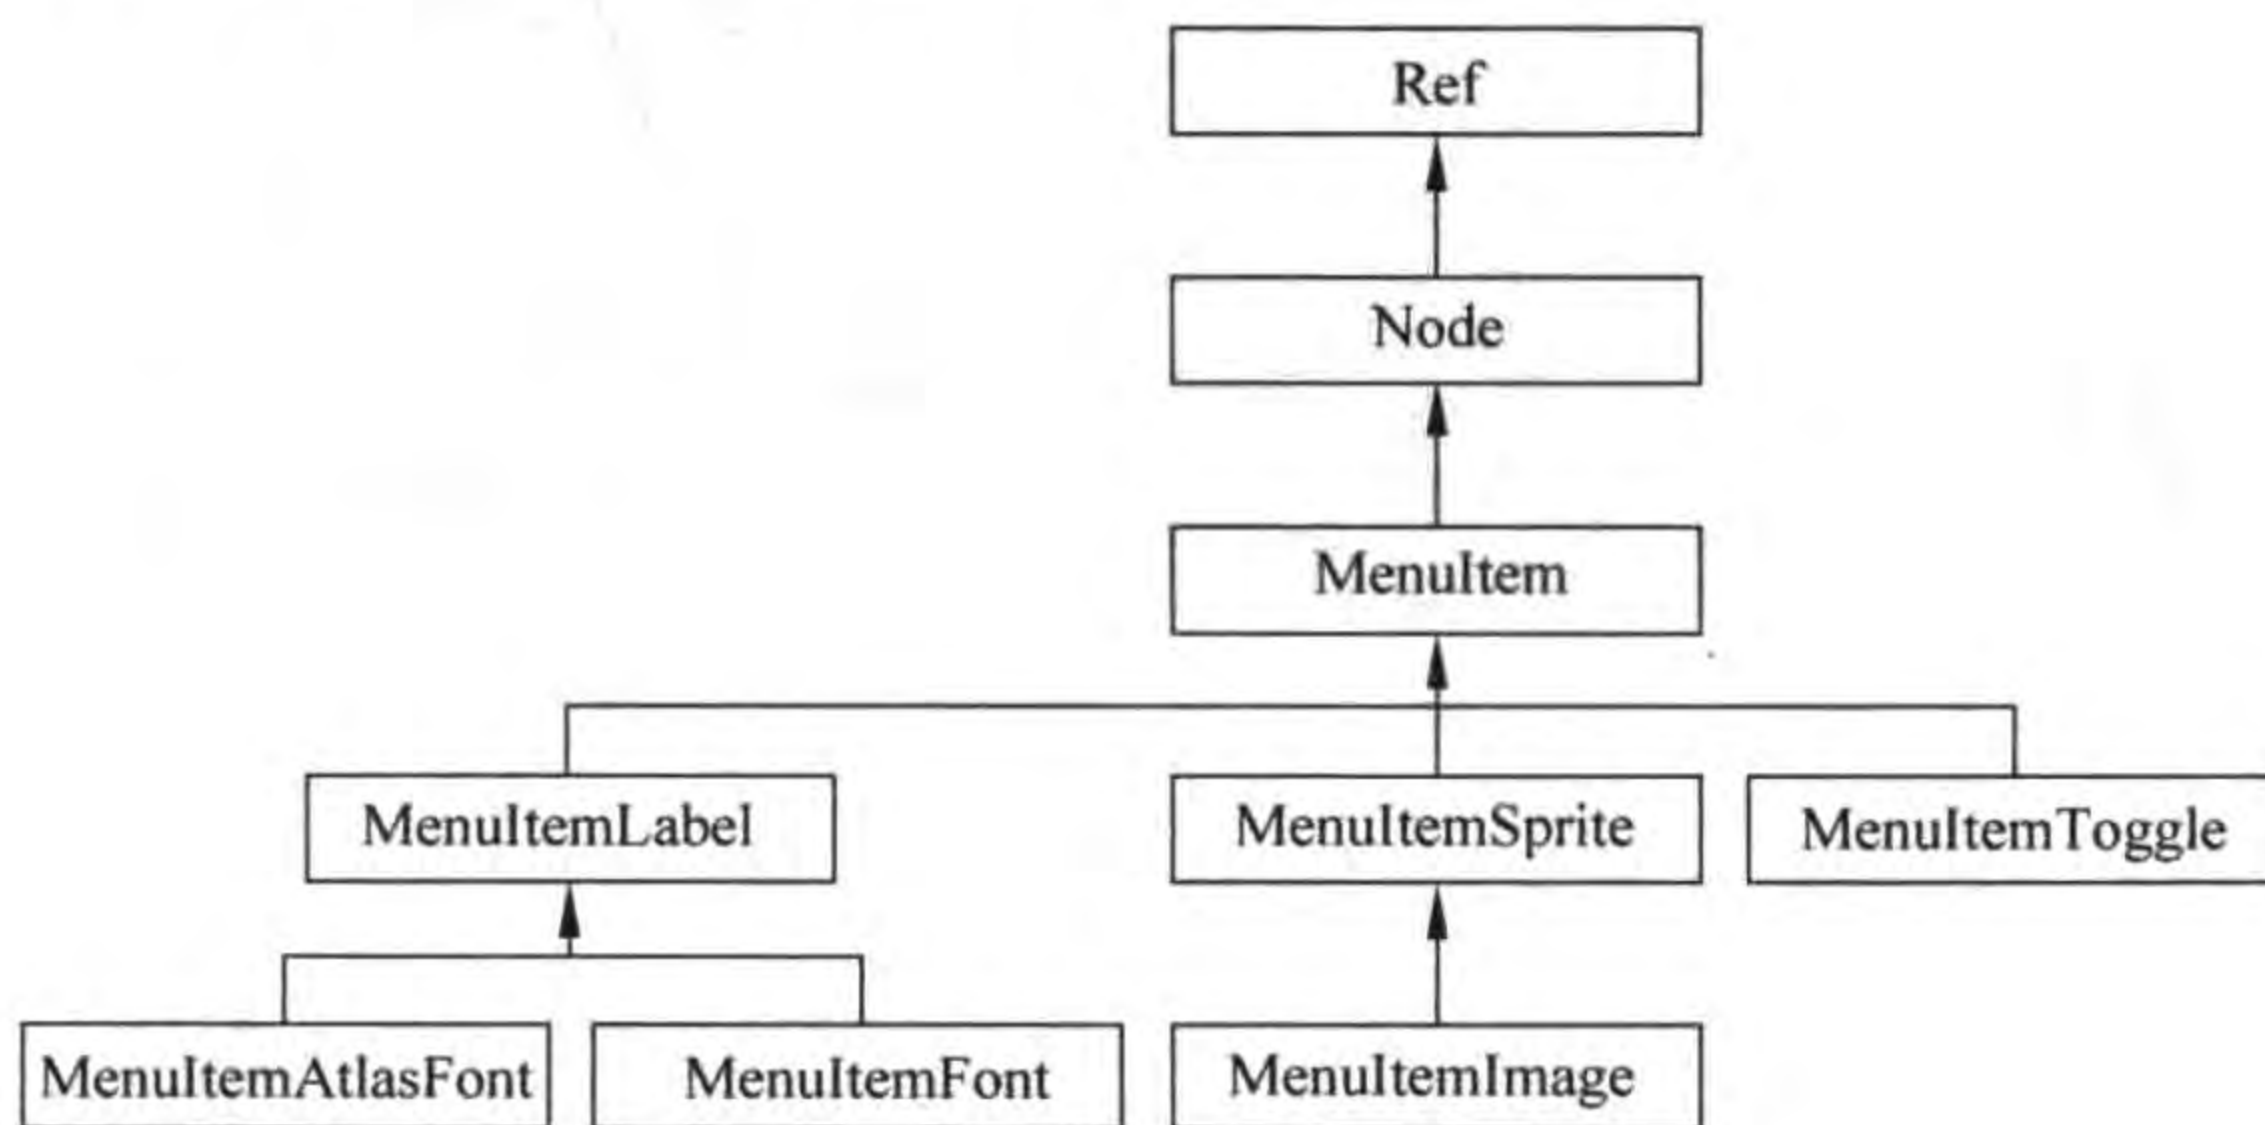 Ref
Node
MenuItem
MenuItemLabel
MenuItemSprite
MenuItemToggle
MenuItemAtlasFont
MenuItemFont
MenuItemImage